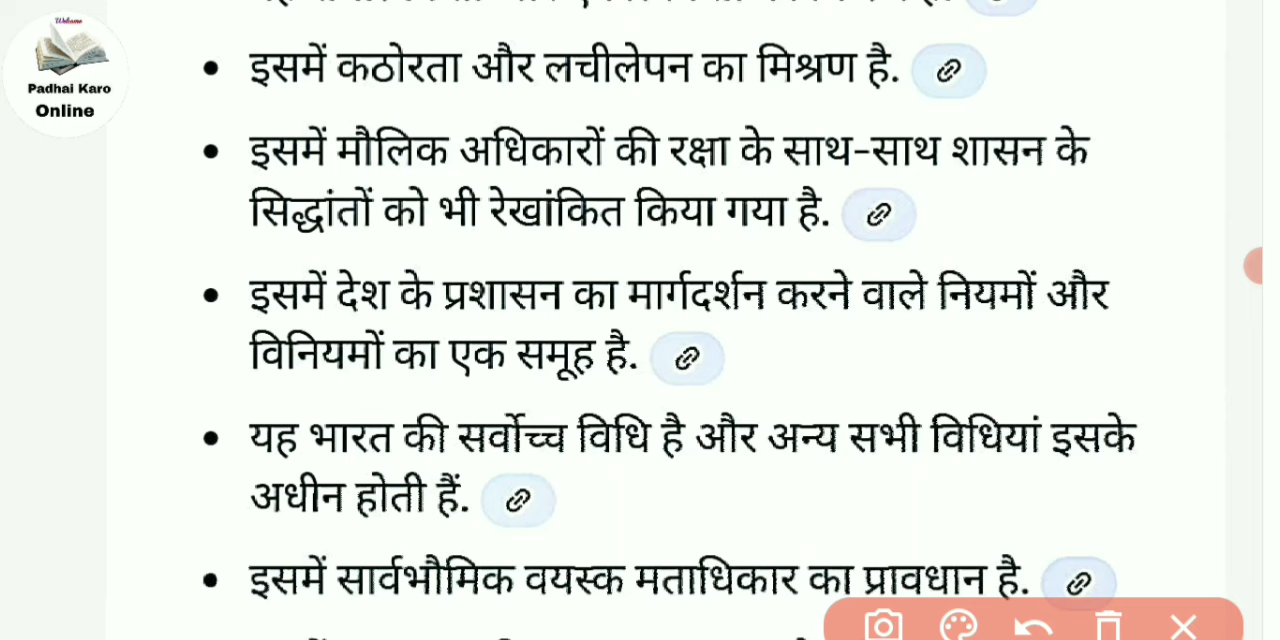 Welcome
Padhai Karo
Online
• इसमें कठोरता और लचीलेपन का मिश्रण है.
• इसमें मौलिक अधिकारों की रक्षा के साथ-साथ शासन के
सिद्धांतों को भी रेखांकित किया गया है.
• इसमें देश के प्रशासन का मार्गदर्शन करने वाले नियमों और
विनियमों का एक समूह है.
• यह भारत की सर्वोच्च विधि है और अन्य सभी विधियां इसके
अधीन होती हैं.
• इसमें सार्वभौमिक वयस्क मताधिकार का प्रावधान है.